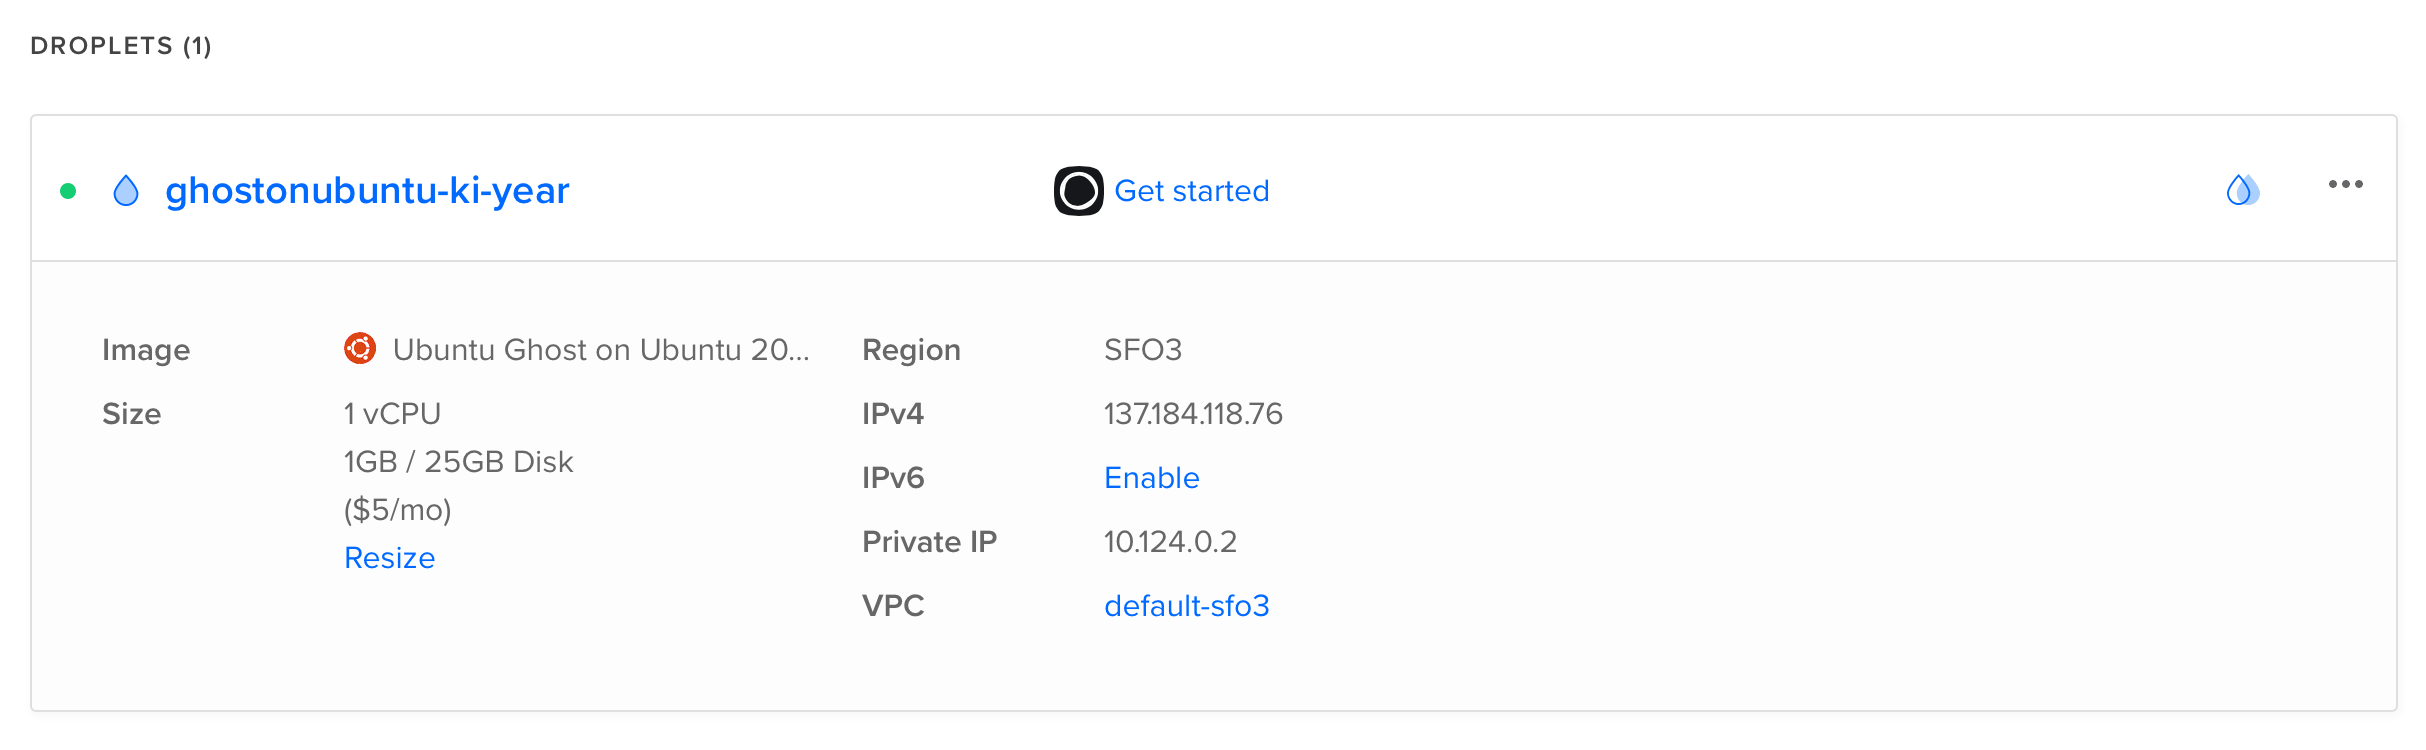 DROPLETS (1)
ghostonubuntu-ki-year
Get started
Image
Ubuntu Ghost on Ubuntu 20...
Size
1 vCPU
1GB / 25GB Disk
($5/mo)
Resize
Region
SFO3
IPv4
137.184.118.76
IPv6
Enable
Private IP
10.124.0.2
VPC
default-sfo3